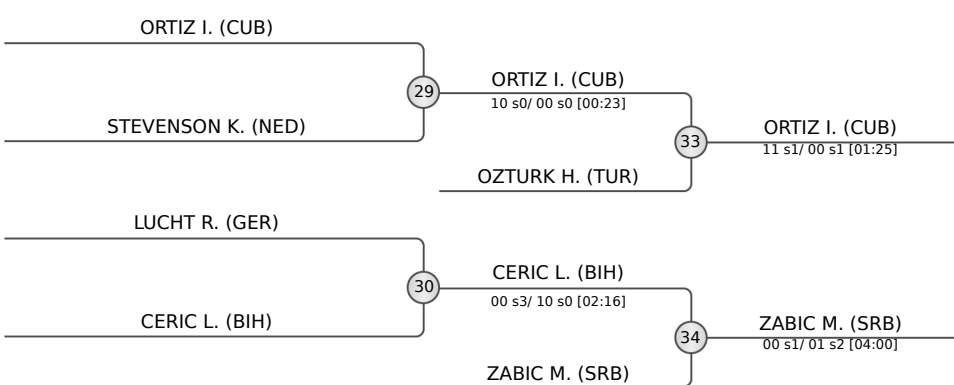 ORTIZ I. (CUB)
STEVENSON K. (NED)
29
ORTIZ I. (CUB)
10 s0/ 00 s0 [00:23]
OZTURK H. (TUR)
33
ORTIZ I. (CUB)
11 s1/ 00 s1 [01:25]
LUCHT R. (GER)
CERIC L. (BIH)
30
CERIC L. (BIH)
00 s3/ 10 s0 [02:16]
ZABIC M. (SRB)
34
ZABIC M. (SRB)
00 s1/ 01 s2 [04:00]